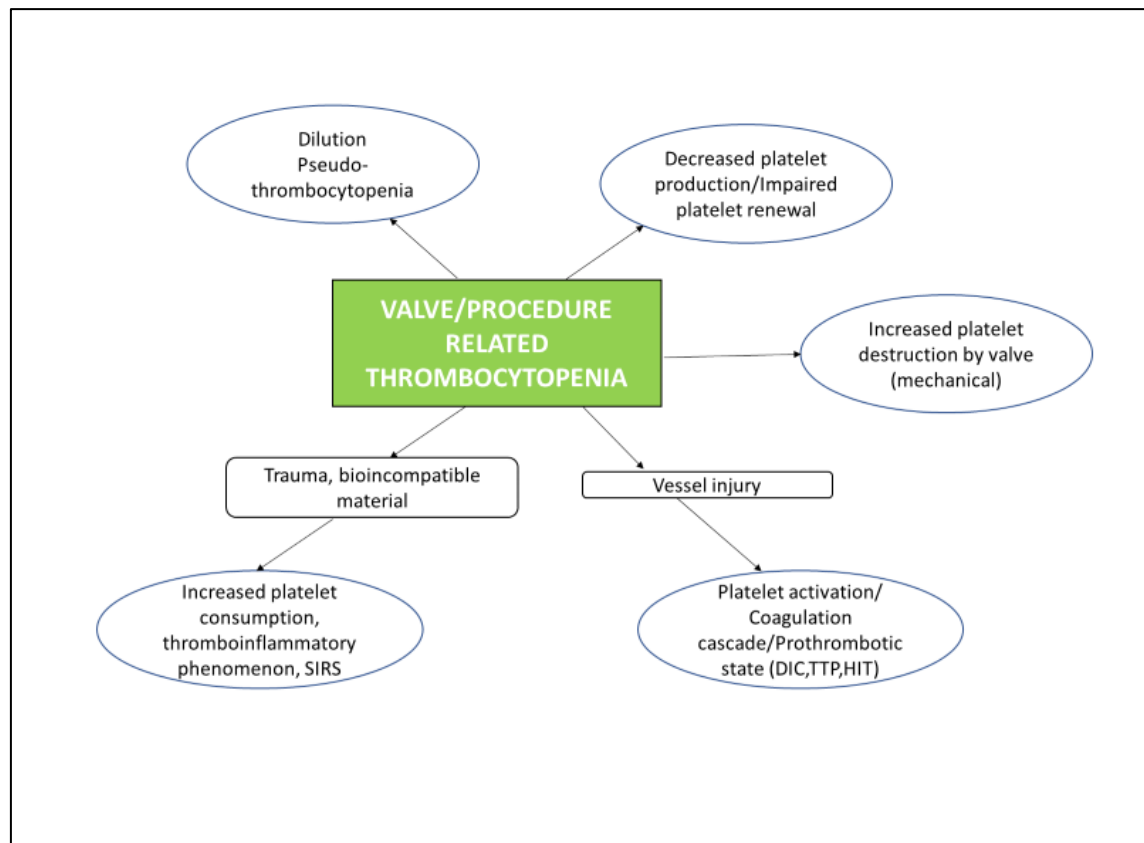 Dilution
Pseudo-
thrombocytopenia
Decreased platelet
production/Impaired
platelet renewal
VALVE/PROCEDURE
RELATED
THROMBOCYTOPENIA
Increased platelet
destruction by valve
(mechanical)
Trauma, bioincompatible
material
Vessel injury
Increased platelet
consumption,
thromboinflammatory
phenomenon, SIRS
Platelet activation/
Coagulation
cascade/Prothrombotic
state (DIC,TTP,HIT)